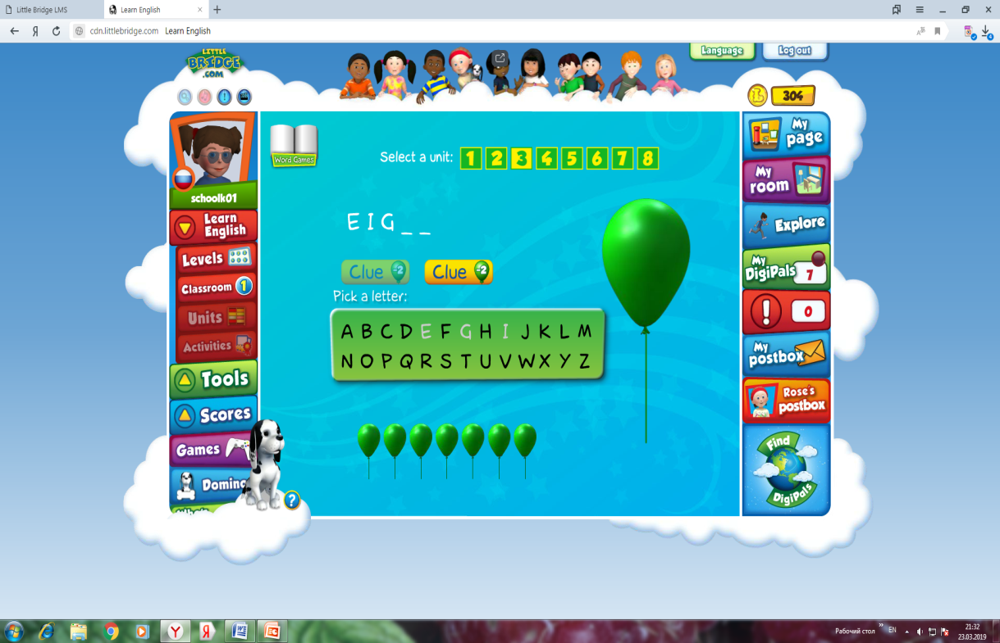 Little Bridge LMS
Learn English
cdn.littlebridge.com Learn English
LITTLE
BRIDGE
.COM
Language
Log out
304
schoolk01
Learn
English
Levels
Classroom 1
Units
Activities
Tools
Scores
Games
Domino
What's
?
Word Games
Select a unit: 1 2 3 4 5 6 7 8
E I G _ _
Clue -2 Clue -2
Pick a letter:
A B C D E F G H I J K L M
N O P Q R S T U V W X Y Z
My
page
My
room
Explore
My
DigiPals 7
! 0
My
postbox
Rose's
postbox
Find
DigiPals
Рабочий стол
EN
21:32
23.03.2019